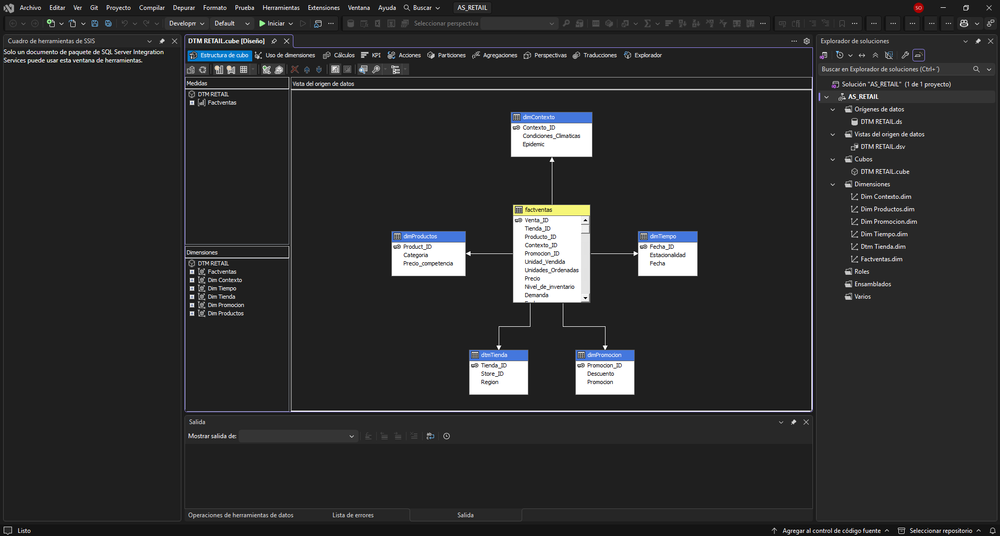 Archivo Editar Ver Git Proyecto Compilar Depurar Formato Prueba Herramientas Extensiones Ventana Ayuda Buscar AS_RETAIL SO
Developm Default Iniciar Seleccionar perspectiva
Cuadro de herramientas de SSIS
Solo un documento de paquete de SQL Server Integration
Services puede usar esta ventana de herramientas.
DTM RETAIL.cube [Diseño]
Estructura de cubo Uso de dimensiones Cálculos KPI Acciones Particiones Agregaciones Perspectivas Traducciones Explorador
Medidas
DTM RETAIL
Factventas
Dimensiones
DTM RETAIL
Factventas
Dim Contexto
Dim Tiempo
Dim Tienda
Dim Promocion
Dim Productos
Vista del origen de datos
dimContexto
Contexto_ID
Condiciones_Climaticas
Epidemic
factventas
Venta_ID
Tienda_ID
Producto_ID
Contexto_ID
Promocion_ID
Unidad_Vendida
Unidades_Ordenadas
Precio
Nivel_de_inventario
Demanda
dimProductos
Product_ID
Categoria
Precio_competencia
dimTiempo
Fecha_ID
Estacionalidad
Fecha
dtmTienda
Tienda_ID
Store_ID
Region
dimPromocion
Promocion_ID
Descuento
Promocion
Salida
Mostrar salida de:
Operaciones de herramientas de datos Lista de errores Salida
Explorador de soluciones
Buscar en Explorador de soluciones (Ctrl+´)
Solución "AS_RETAIL" (1 de 1 proyecto)
AS_RETAIL
Orígenes de datos
DTM RETAIL.ds
Vistas del origen de datos
DTM RETAIL.dsv
Cubos
DTM RETAIL.cube
Dimensiones
Dim Contexto.dim
Dim Productos.dim
Dim Promocion.dim
Dim Tiempo.dim
Dtm Tienda.dim
Factventas.dim
Roles
Ensamblados
Varios
Listo
Agregar al control de código fuente Seleccionar repositorio